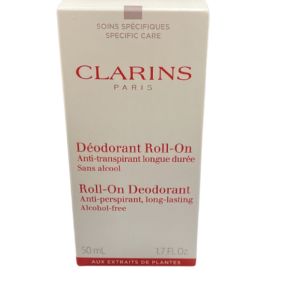 SOINS SPÉCIFIQUES
SPECIFIC CARE
CLARINS
PARIS
Déodorant Roll-On
Anti-transpirant longue durée
Sans alcool
Roll-On Deodorant
Anti-perspirant, long-lasting
Alcohol-free
50 mL 1.7 Fl. Oz
AUX EXTRAITS DE PLANTES